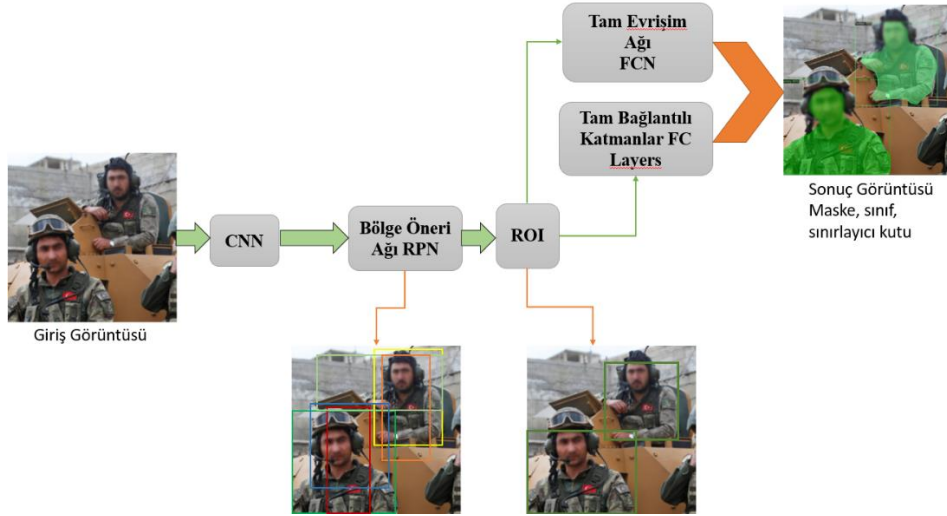 Tam Evrişim
Ağı
FCN
Tam Bağlantılı
Katmanlar FC
Layers
Sonuç Görüntüsü
Maske, sınıf,
sınırlayıcı kutu
CNN
Bölge Öneri
Ağı RPN
ROI
Giriş Görüntüsü